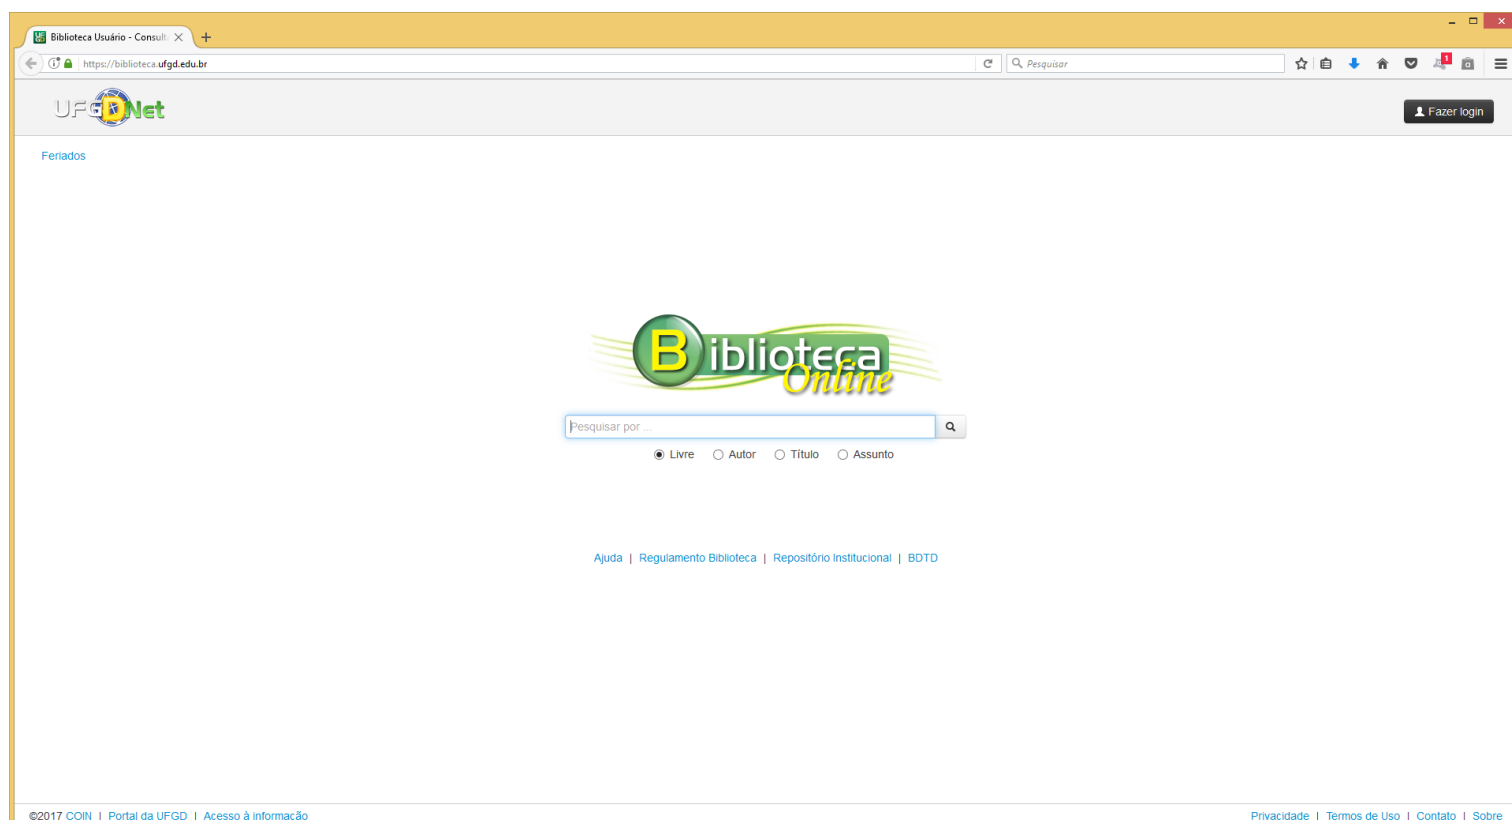 Biblioteca Usuário - Consult
https://biblioteca.ufgd.edu.br
Pesquisar
1
UFGDNet
Fazer login
Feriados
Biblioteca
Online
Pesquisar por ...
Livre Autor Título Assunto
Ajuda | Regulamento Biblioteca | Repositório Institucional | BDTD
©2017 COIN | Portal da UFGD | Acesso à informação
Privacidade | Termos de Uso | Contato | Sobre